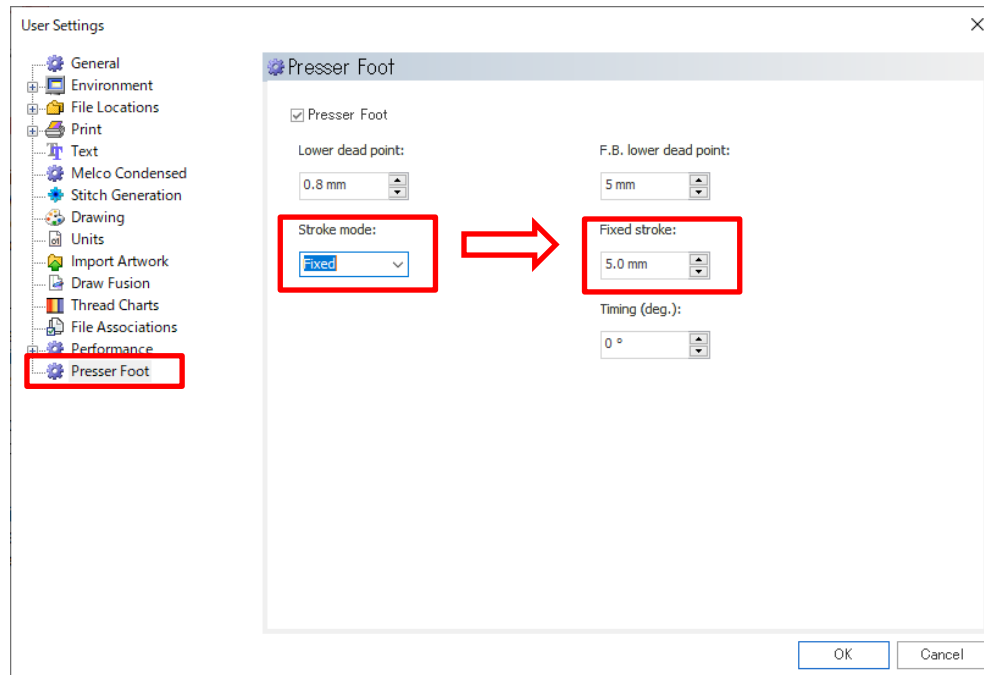 User Settings
General
Environment
File Locations
Print
Text
Melco Condensed
Stitch Generation
Drawing
Units
Import Artwork
Draw Fusion
Thread Charts
File Associations
Performance
Presser Foot
Presser Foot
Presser Foot
Lower dead point:
F.B. lower dead point:
0.8 mm
5 mm
Stroke mode:
Fixed stroke:
Fixed
5.0 mm
Timing (deg.):
0 °
OK
Cancel